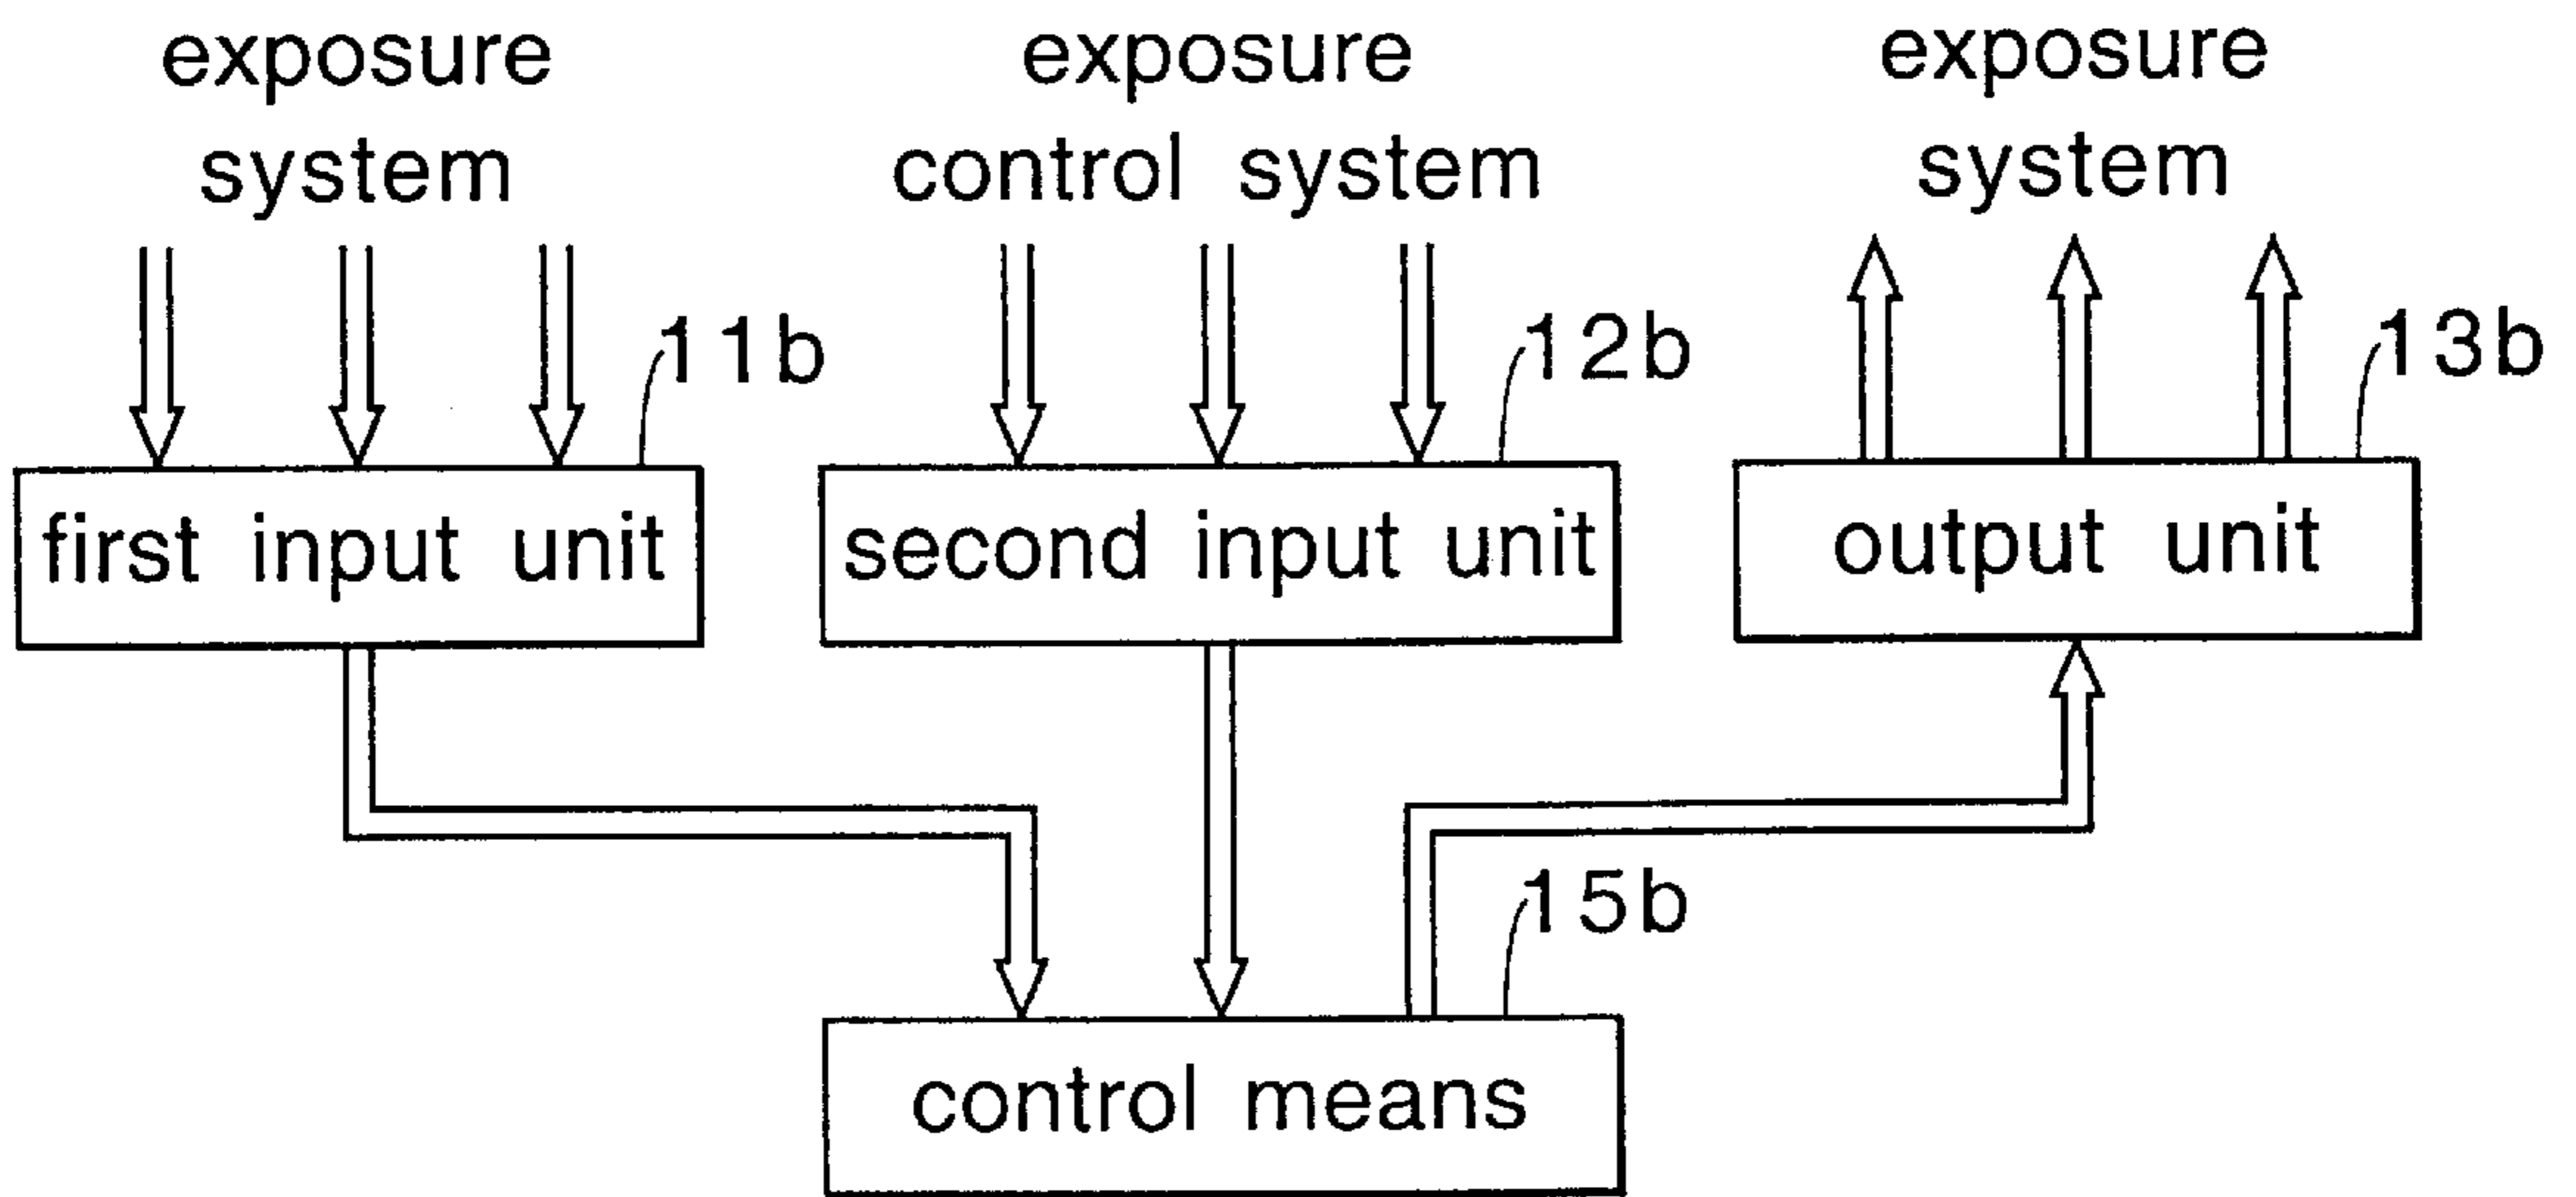 exposure
system
exposure
control system
exposure
system
11b
12b
13b
first input unit
second input unit
output unit
15b
control means